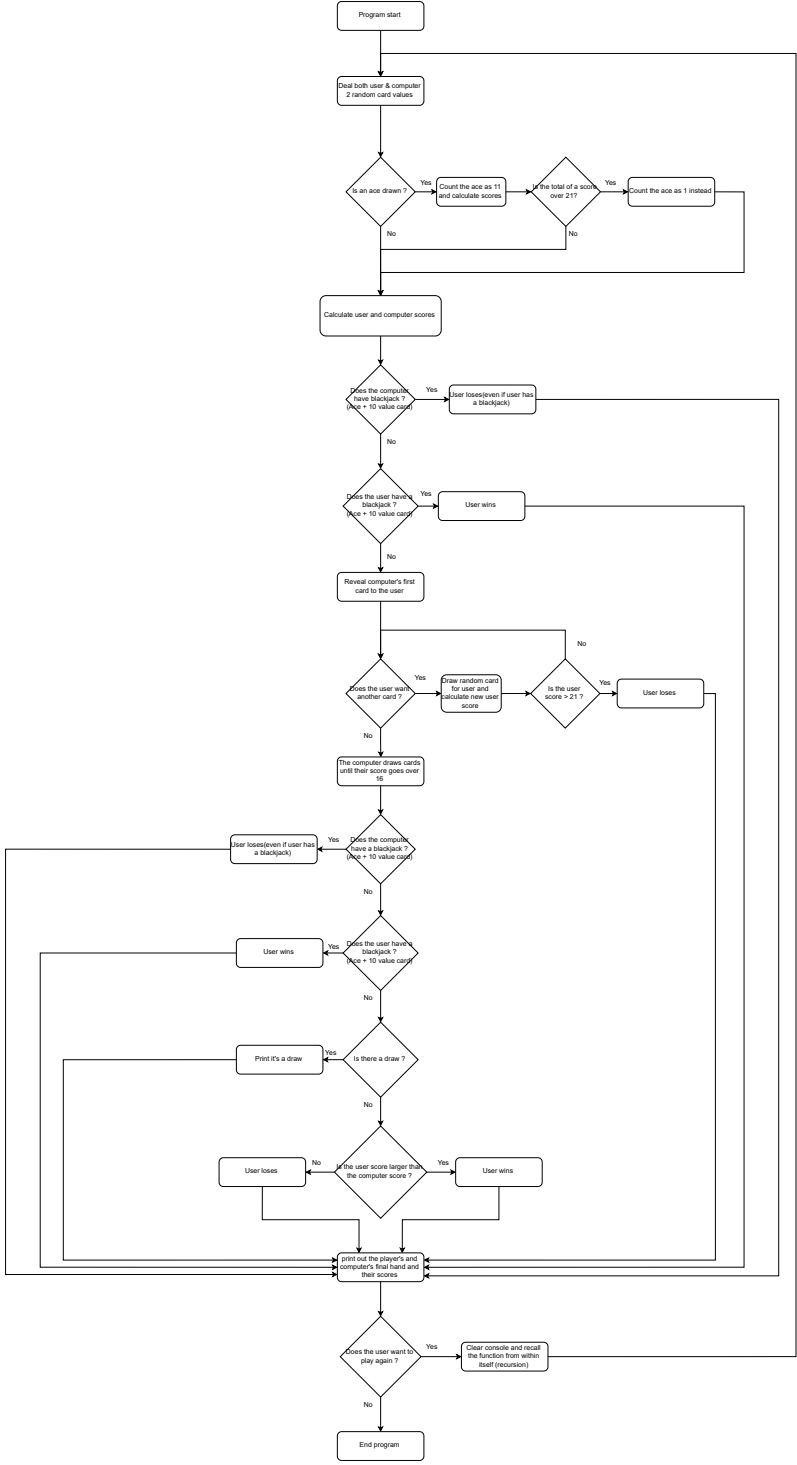 Program start
Deal both user & computer
2 random card values
Is an ace drawn ?
Yes
Count the ace as 11
and calculate scores
Is the total of a score
over 21?
Yes
Count the ace as 1 instead
No
No
Calculate user and computer scores
Does the computer
have blackjack ?
(Ace + 10 value card)
Yes
User loses(even if user has
a blackjack)
No
Does the user have a
blackjack ?
(Ace + 10 value card)
Yes
User wins
No
Reveal computer's first
card to the user
No
Does the user want
another card ?
Yes
Draw random card
for user and
calculate new user
score
Is the user
score > 21 ?
Yes
User loses
No
The computer draws cards
until their score goes over
16
Does the computer
have a blackjack ?
(Ace + 10 value card)
Yes
User loses(even if user has
a blackjack)
No
Does the user have a
blackjack ?
(Ace + 10 value card)
Yes
User wins
No
Is there a draw ?
Yes
Print it's a draw
No
Is the user score larger than
the computer score ?
No
User loses
Yes
User wins
print out the player's and
computer's final hand and
their scores
Does the user want to
play again ?
Yes
Clear console and recall
the function from within
itself (recursion)
No
End program